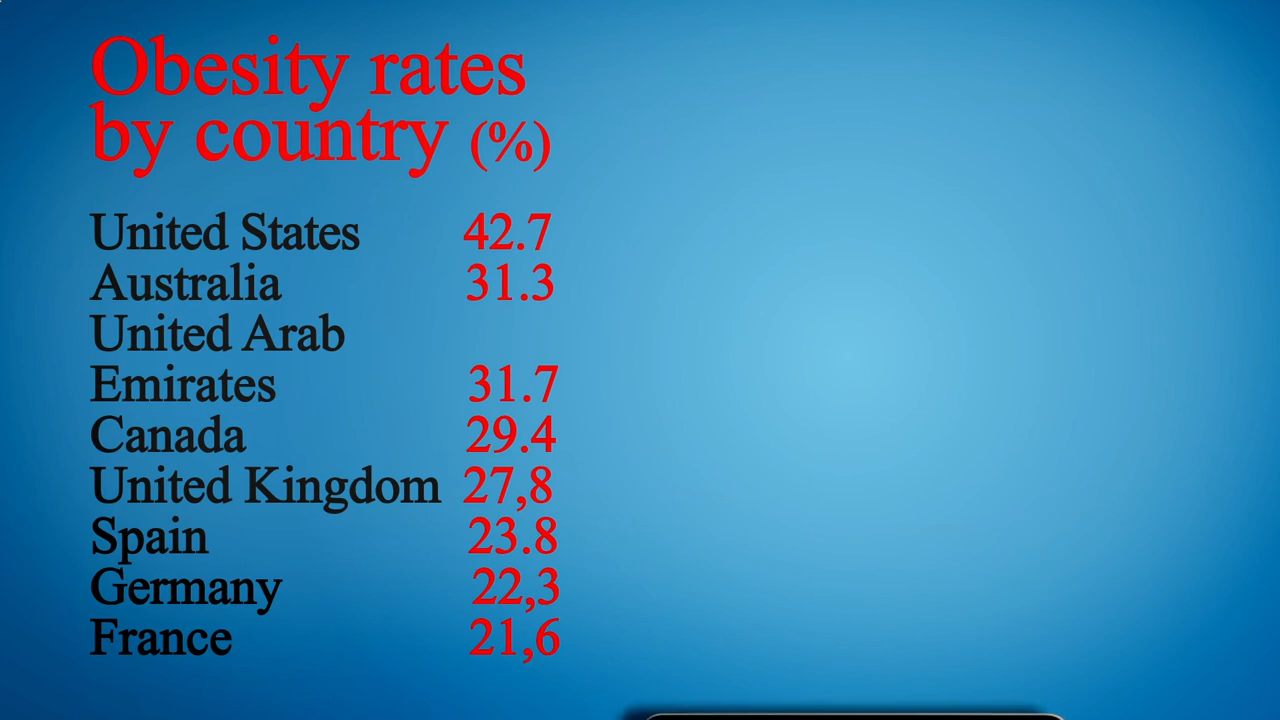 Obesity rates
by country (%)
United States 42.7
Australia 31.3
United Arab
Emirates 31.7
Canada 29.4
United Kingdom 27,8
Spain 23.8
Germany 22,3
France 21,6